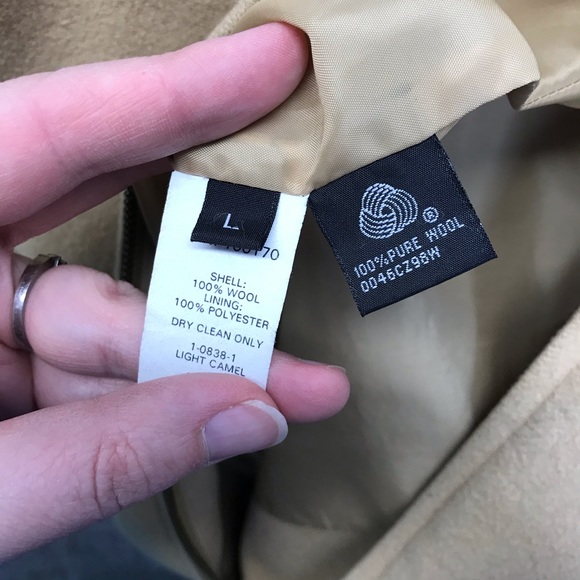 L
SHELL:
100% WOOL
LINING:
100% POLYESTER
DRY CLEAN ONLY
1-0838-1
LIGHT CAMEL
®
100% PURE WOOL
0046CZ98W